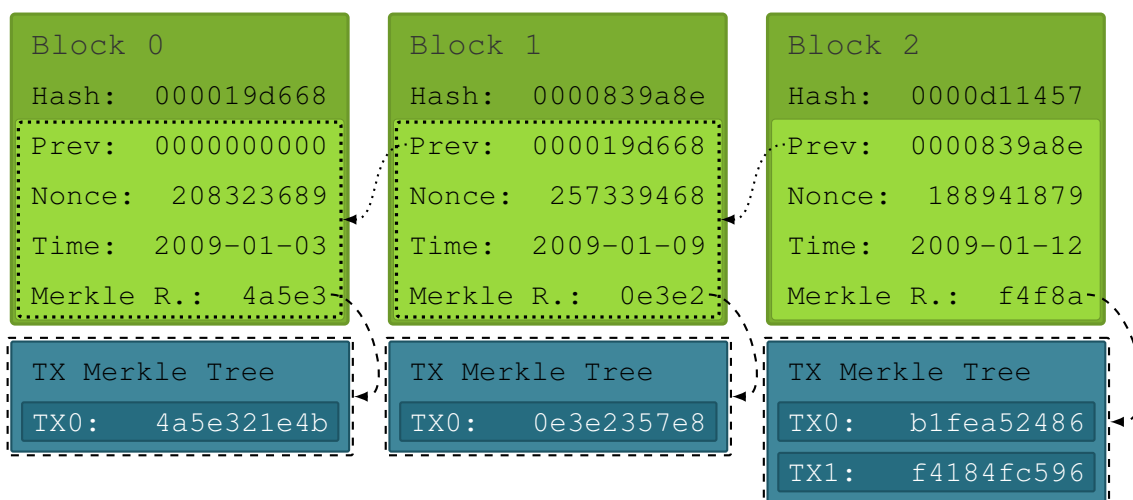 Block 0
Hash: 000019d668
Prev: 0000000000
Nonce: 208323689
Time: 2009-01-03
Merkle R.: 4a5e3
TX Merkle Tree
TX0: 4a5e321e4b
Block 1
Hash: 0000839a8e
Prev: 000019d668
Nonce: 257339468
Time: 2009-01-09
Merkle R.: 0e3e2
TX Merkle Tree
TX0: 0e3e2357e8
Block 2
Hash: 0000d11457
Prev: 0000839a8e
Nonce: 188941879
Time: 2009-01-12
Merkle R.: f4f8a
TX Merkle Tree
TX0: b1fea52486
TX1: f4184fc596